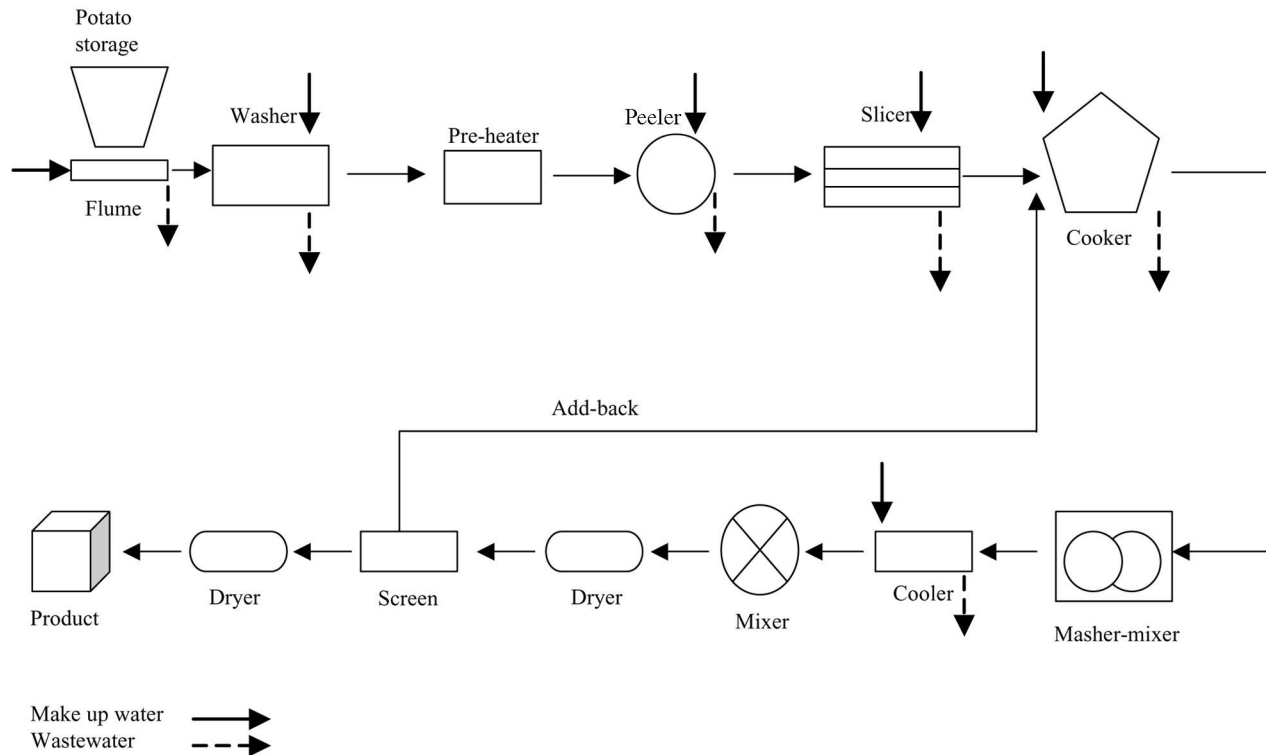 Potato
storage
Washer
Pre-heater
Peeler
Slicer
Flume
Cooker
Add-back
Product
Dryer
Screen
Dryer
Mixer
Cooler
Masher-mixer
Make up water
Wastewater